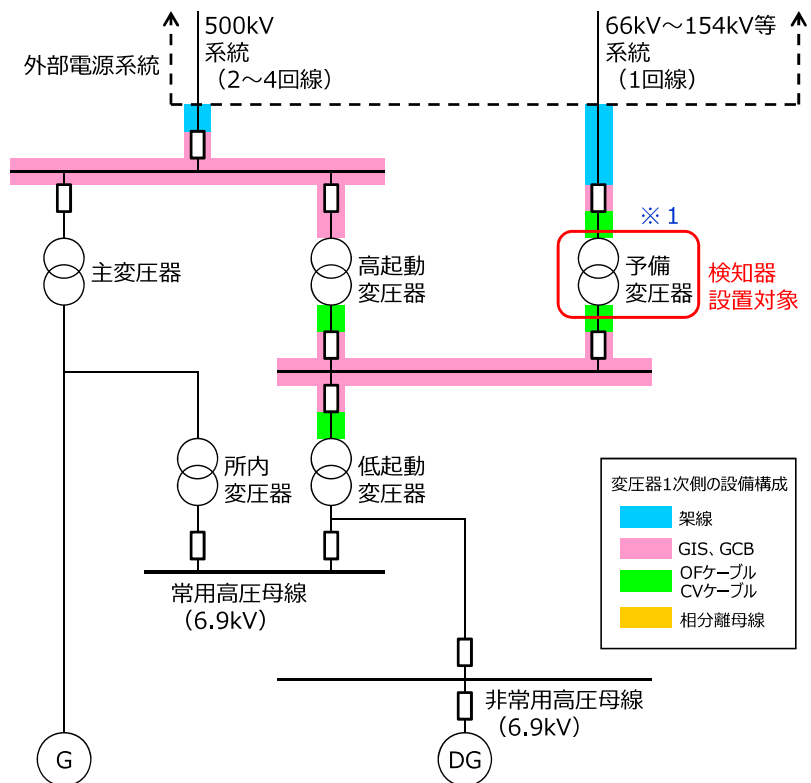 外部電源系統
500kV
系統
（2～4回線）
66kV～154kV等
系統
（1回線）
※１
主変圧器
高起動
変圧器
予備
変圧器
検知器
設置対象
所内
変圧器
低起動
変圧器
常用高圧母線
（6.9kV）
非常用高圧母線
（6.9kV）
G
DG
変圧器1次側の設備構成
架線
GIS、GCB
OFケーブル
CVケーブル
相分離母線